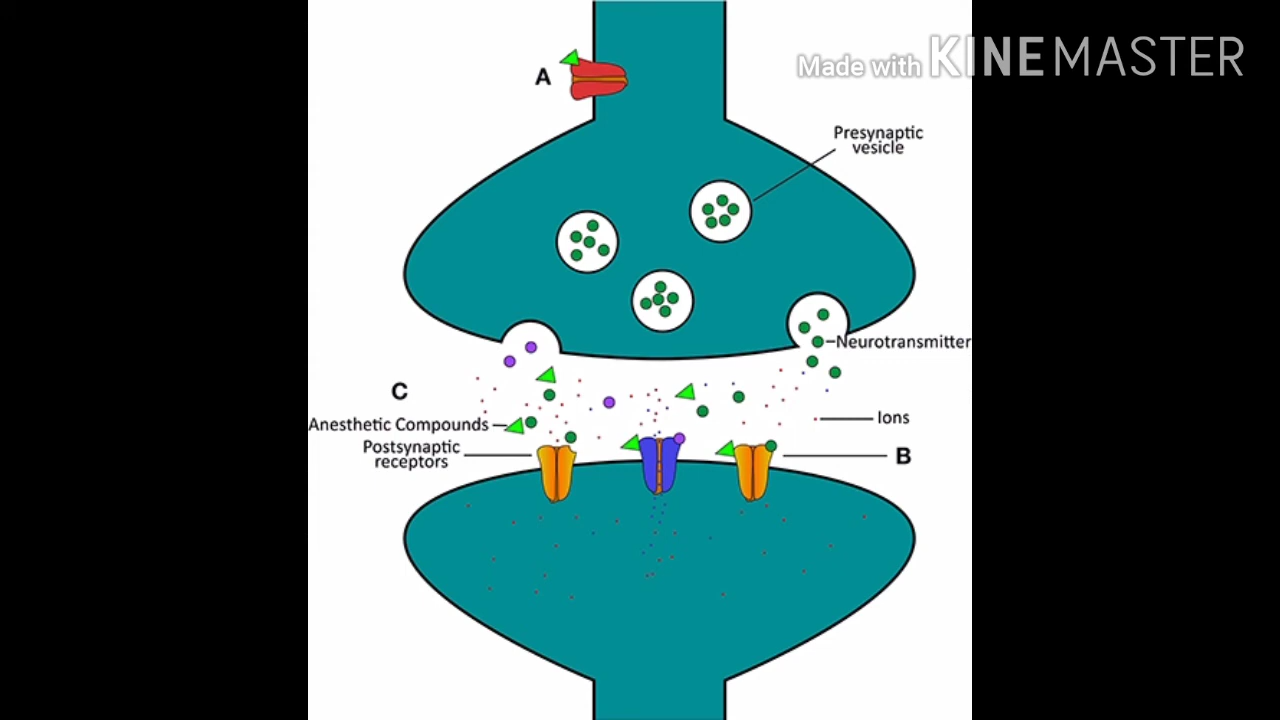 Made with KINEMASTER
A
Presynaptic
vesicle
Neurotransmitter
C
Ions
Anesthetic Compounds
Postsynaptic
receptors
B